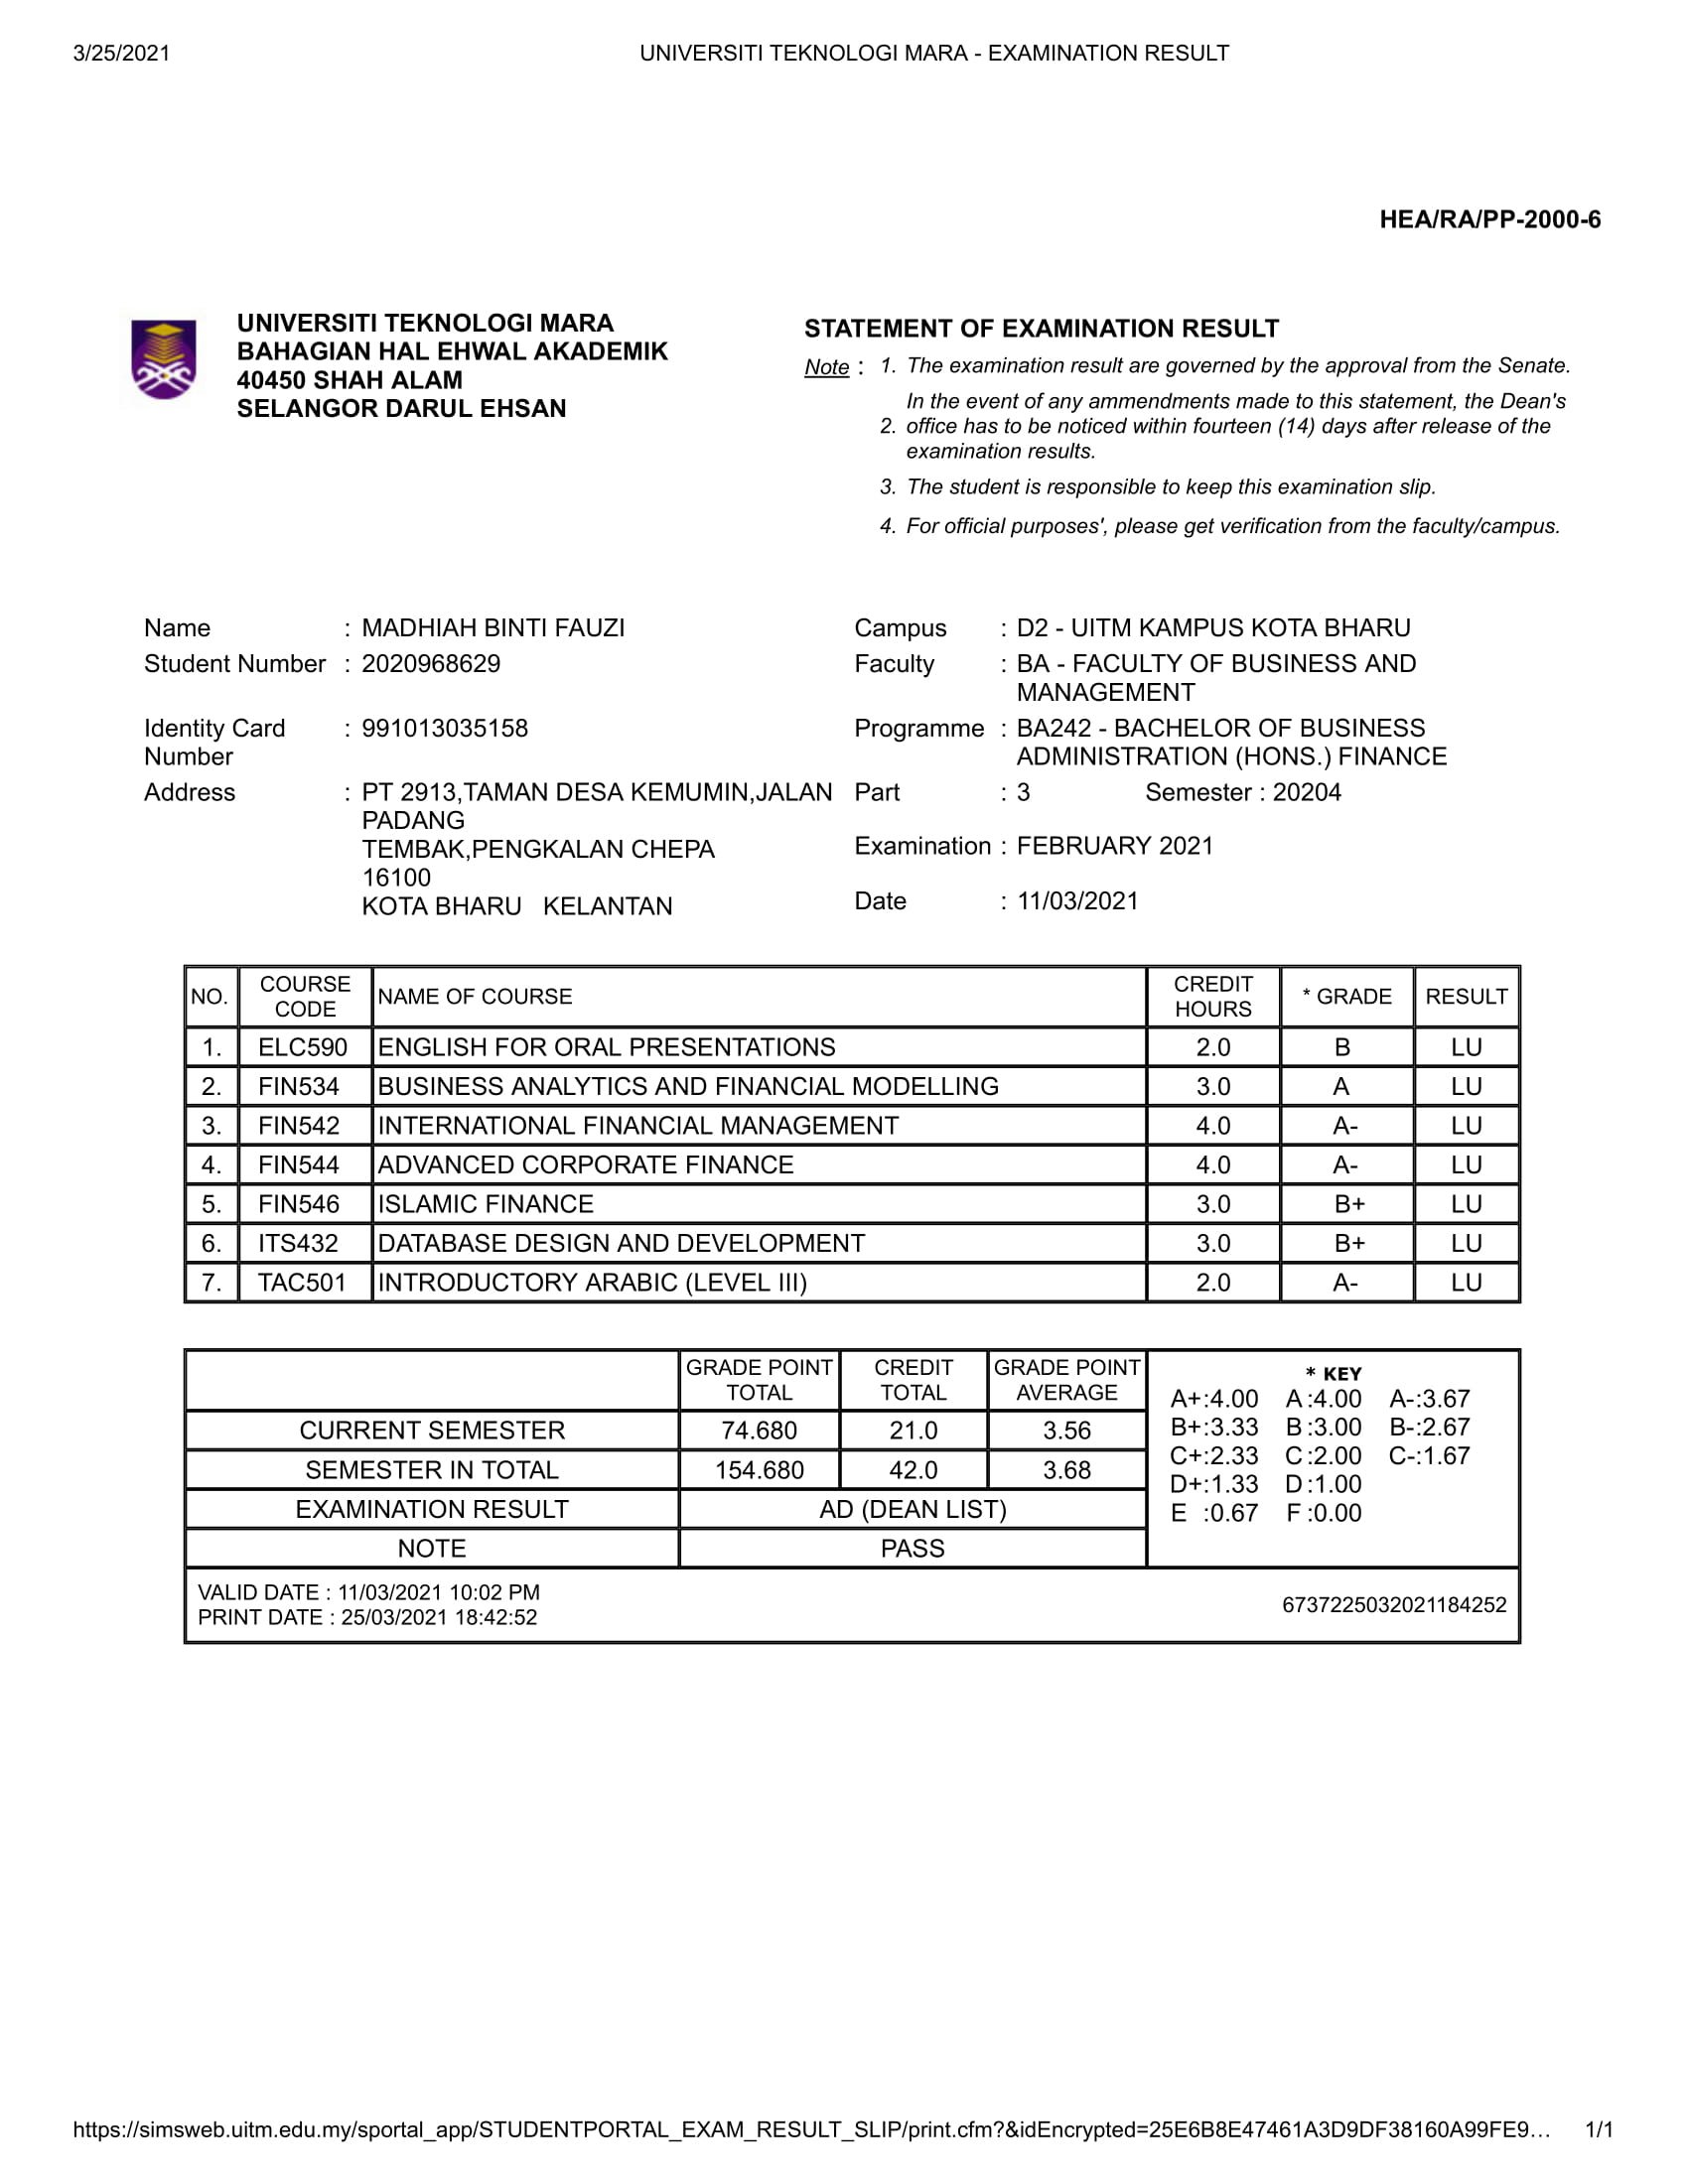 3/25/2021 UNIVERSITI TEKNOLOGI MARA - EXAMINATION RESULT
HEA/RA/PP-2000-6
UNIVERSITI TEKNOLOGI MARA
BAHAGIAN HAL EHWAL AKADEMIK
40450 SHAH ALAM
SELANGOR DARUL EHSAN
STATEMENT OF EXAMINATION RESULT
Note : 1. The examination result are governed by the approval from the Senate.
In the event of any ammendments made to this statement, the Dean's
2. office has to be noticed within fourteen (14) days after release of the
examination results.
3. The student is responsible to keep this examination slip.
4. For official purposes', please get verification from the faculty/campus.
Name : MADHIAH BINTI FAUZI
Student Number : 2020968629
Identity Card : 991013035158
Number
Address : PT 2913,TAMAN DESA KEMUMIN,JALAN
PADANG
TEMBAK,PENGKALAN CHEPA
16100
KOTA BHARU KELANTAN
Campus : D2 - UITM KAMPUS KOTA BHARU
Faculty : BA - FACULTY OF BUSINESS AND
MANAGEMENT
Programme : BA242 - BACHELOR OF BUSINESS
ADMINISTRATION (HONS.) FINANCE
Part : 3 Semester : 20204
Examination : FEBRUARY 2021
Date : 11/03/2021
NO. COURSE CODE NAME OF COURSE CREDIT HOURS * GRADE RESULT
1. ELC590 ENGLISH FOR ORAL PRESENTATIONS 2.0 B LU
2. FIN534 BUSINESS ANALYTICS AND FINANCIAL MODELLING 3.0 A LU
3. FIN542 INTERNATIONAL FINANCIAL MANAGEMENT 4.0 A- LU
4. FIN544 ADVANCED CORPORATE FINANCE 4.0 A- LU
5. FIN546 ISLAMIC FINANCE 3.0 B+ LU
6. ITS432 DATABASE DESIGN AND DEVELOPMENT 3.0 B+ LU
7. TAC501 INTRODUCTORY ARABIC (LEVEL III) 2.0 A- LU
GRADE POINT TOTAL CREDIT TOTAL GRADE POINT AVERAGE
CURRENT SEMESTER 74.680 21.0 3.56
SEMESTER IN TOTAL 154.680 42.0 3.68
EXAMINATION RESULT AD (DEAN LIST)
NOTE PASS
* KEY
A+:4.00 A :4.00 A-:3.67
B+:3.33 B :3.00 B-:2.67
C+:2.33 C :2.00 C-:1.67
D+:1.33 D :1.00
E :0.67 F :0.00
VALID DATE : 11/03/2021 10:02 PM
PRINT DATE : 25/03/2021 18:42:52
6737225032021184252
https://simsweb.uitm.edu.my/sportal_app/STUDENTPORTAL_EXAM_RESULT_SLIP/print.cfm?&idEncrypted=25E6B8E47461A3D9DF38160A99FE9… 1/1